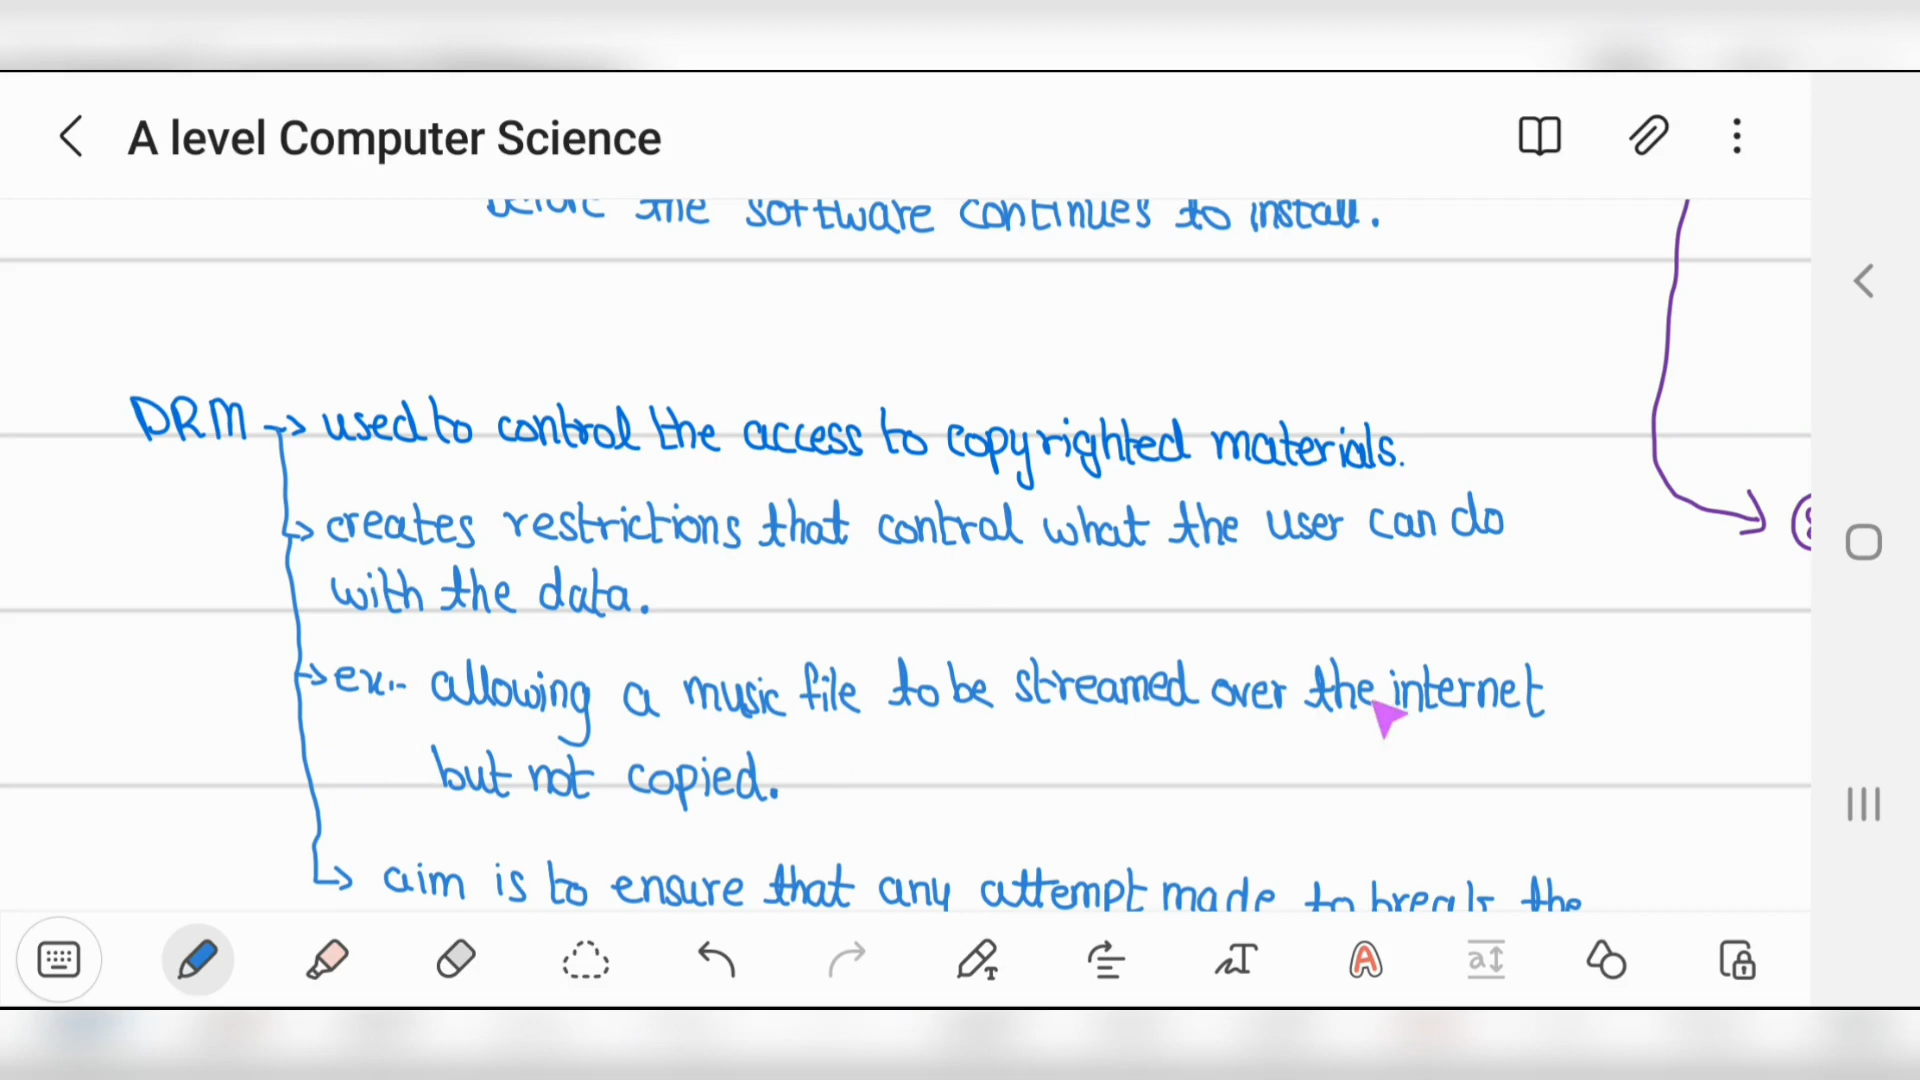 A level Computer Science
before the software continues to install.
DRM → used to control the access to copyrighted materials.
→ creates restrictions that control what the user can do
with the data.
→ ex:- allowing a music file to be streamed over the internet
but not copied.
→ aim is to ensure that any attempt made to break the